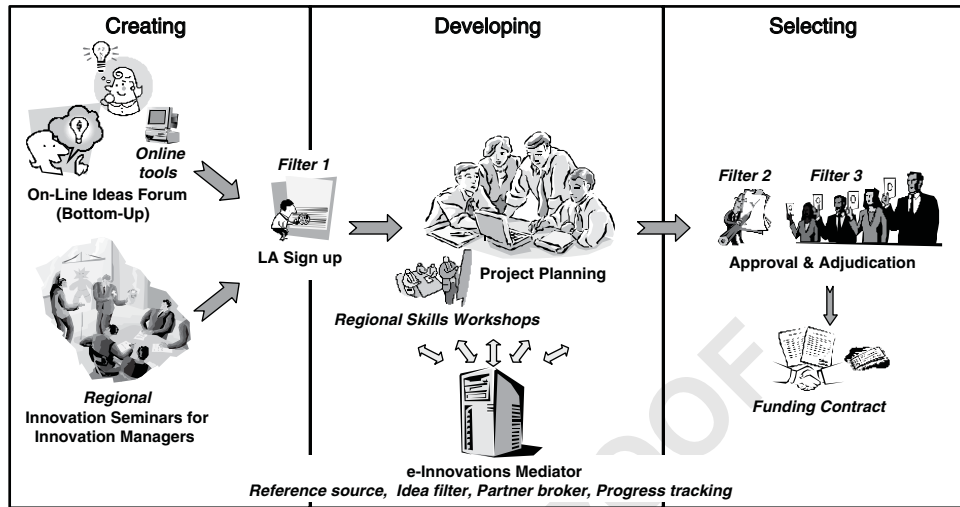 Creating
Online
tools
On-Line Ideas Forum
(Bottom-Up)
Regional
Innovation Seminars for
Innovation Managers
Filter 1
LA Sign up
Developing
Project Planning
Regional Skills Workshops
e-Innovations Mediator
Reference source, Idea filter, Partner broker, Progress tracking
Selecting
Filter 2
Filter 3
Approval & Adjudication
Funding Contract